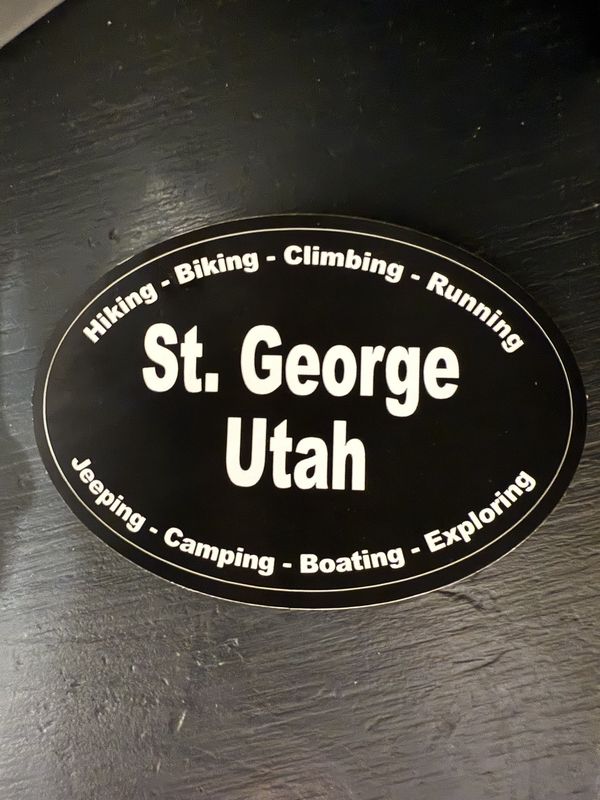 Hiking - Biking - Climbing - Running
St. George
Utah
Jeeping - Camping - Boating - Exploring